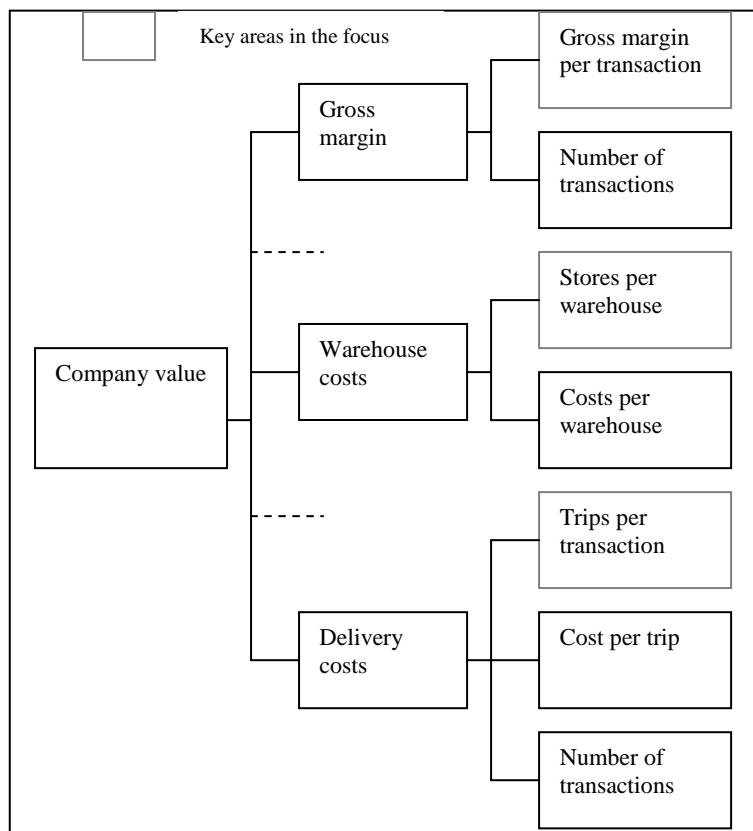 Key areas in the focus
Gross margin
per transaction
Gross
margin
Number of
transactions
Stores per
warehouse
Company value
Warehouse
costs
Costs per
warehouse
Trips per
transaction
Delivery
costs
Cost per trip
Number of
transactions